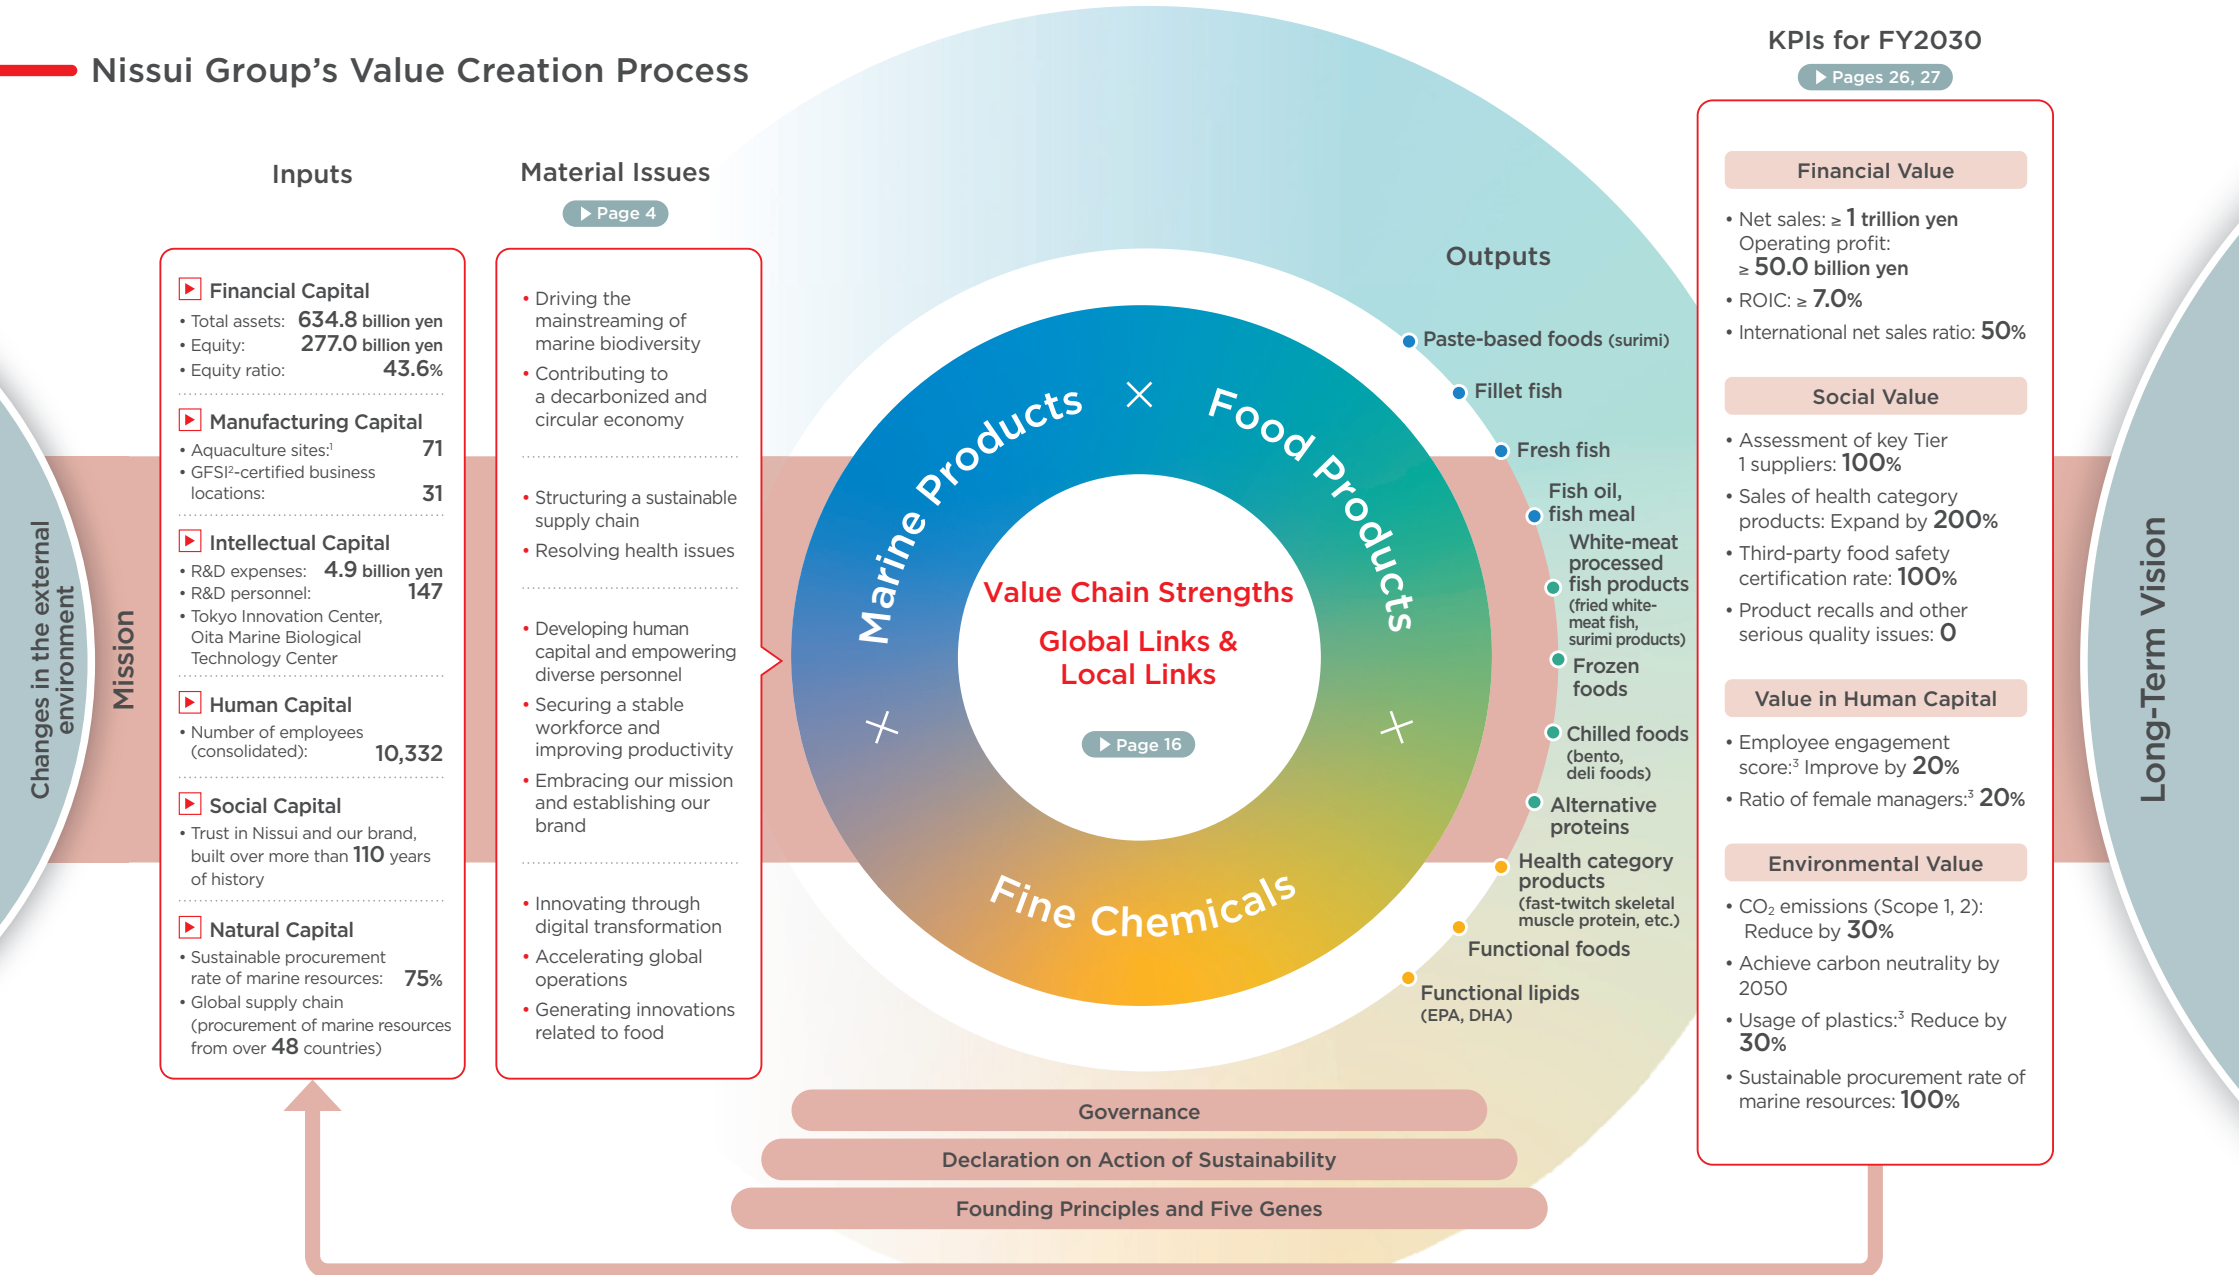 Nissui Group's Value Creation Process
Changes in the external
environment
Mission
Inputs
Financial Capital
• Total assets: 634.8 billion yen
• Equity: 277.0 billion yen
• Equity ratio: 43.6%
Manufacturing Capital
• Aquaculture sites:¹ 71
• GFSI²-certified business
locations: 31
Intellectual Capital
• R&D expenses: 4.9 billion yen
• R&D personnel: 147
• Tokyo Innovation Center,
Oita Marine Biological
Technology Center
Human Capital
• Number of employees
(consolidated): 10,332
Social Capital
• Trust in Nissui and our brand,
built over more than 110 years
of history
Natural Capital
• Sustainable procurement
rate of marine resources: 75%
• Global supply chain
(procurement of marine resources
from over 48 countries)
Material Issues
Page 4
• Driving the
mainstreaming of
marine biodiversity
• Contributing to
a decarbonized and
circular economy
• Structuring a sustainable
supply chain
• Resolving health issues
• Developing human
capital and empowering
diverse personnel
• Securing a stable
workforce and
improving productivity
• Embracing our mission
and establishing our
brand
• Innovating through
digital transformation
• Accelerating global
operations
• Generating innovations
related to food
Marine Products
×
Food Products
×
Fine Chemicals
×
Value Chain Strengths
Global Links &
Local Links
Page 16
Outputs
Paste-based foods (surimi)
Fillet fish
Fresh fish
Fish oil,
fish meal
White-meat
processed
fish products
(fried white-
meat fish,
surimi products)
Frozen
foods
Chilled foods
(bento,
deli foods)
Alternative
proteins
Health category
products
(fast-twitch skeletal
muscle protein, etc.)
Functional foods
Functional lipids
(EPA, DHA)
Governance
Declaration on Action of Sustainability
Founding Principles and Five Genes
KPIs for FY2030
Pages 26, 27
Financial Value
• Net sales: ≥ 1 trillion yen
Operating profit:
≥ 50.0 billion yen
• ROIC: ≥ 7.0%
• International net sales ratio: 50%
Social Value
• Assessment of key Tier
1 suppliers: 100%
• Sales of health category
products: Expand by 200%
• Third-party food safety
certification rate: 100%
• Product recalls and other
serious quality issues: 0
Value in Human Capital
• Employee engagement
score:³ Improve by 20%
• Ratio of female managers:³ 20%
Environmental Value
• CO₂ emissions (Scope 1, 2):
Reduce by 30%
• Achieve carbon neutrality by
2050
• Usage of plastics:³ Reduce by
30%
• Sustainable procurement rate of
marine resources: 100%
Long-Term Vision